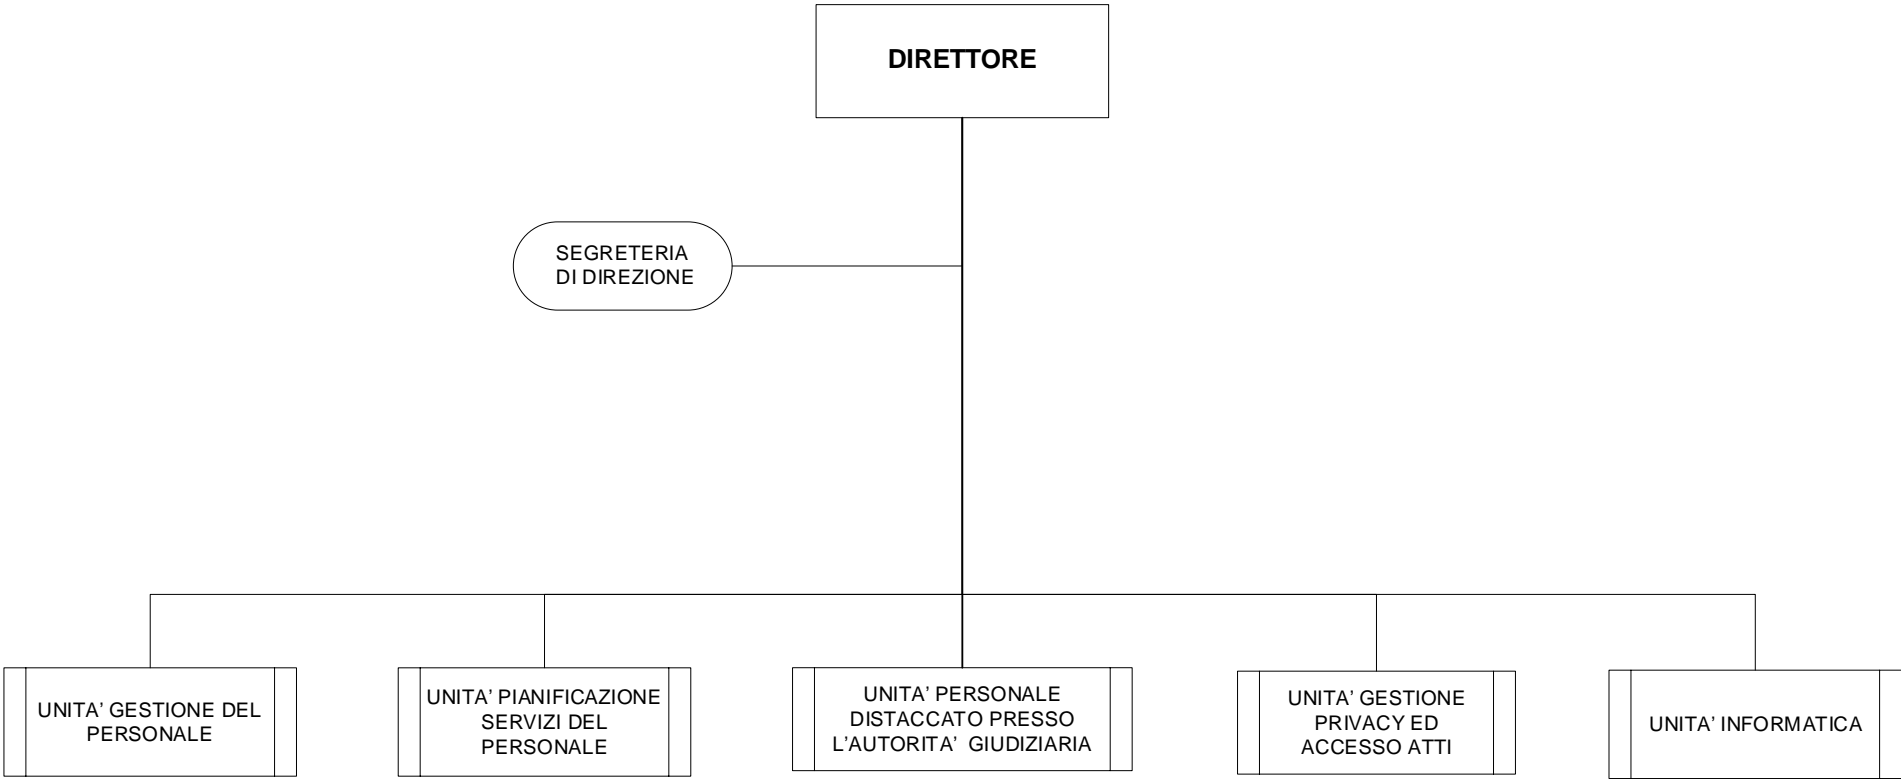 DIRETTORE
SEGRETERIA
DI DIREZIONE
UNITA’ GESTIONE DEL
PERSONALE
UNITA’ PIANIFICAZIONE
SERVIZI DEL
PERSONALE
UNITA’ PERSONALE
DISTACCATO PRESSO
L’AUTORITA’ GIUDIZIARIA
UNITA’ GESTIONE
PRIVACY ED
ACCESSO ATTI
UNITA’ INFORMATICA